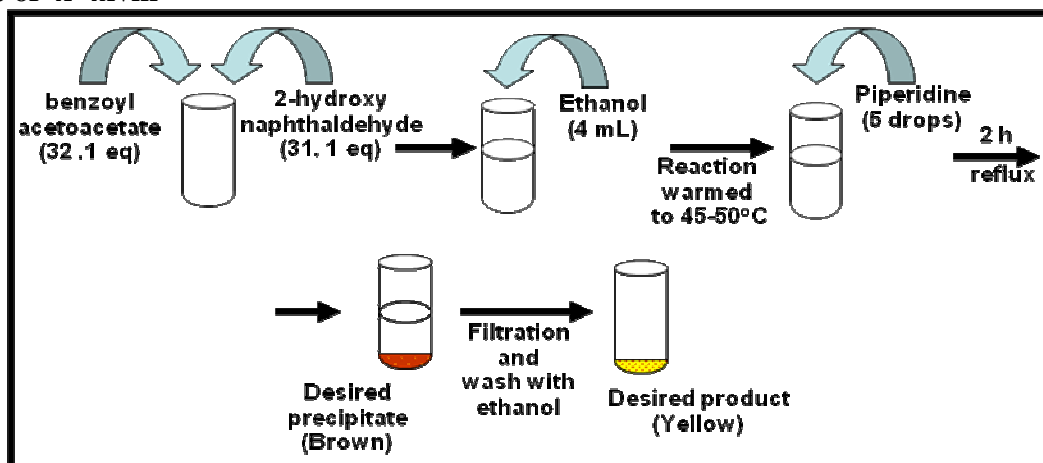 benzoyl
acetoacetate
(32 .1 eq)
2-hydroxy
naphthaldehyde
(31. 1 eq)
Ethanol
(4 mL)
Reaction
warmed
to 45-50°C
Piperidine
(5 drops)
2 h
reflux
Desired
precipitate
(Brown)
Filtration
and
wash with
ethanol
Desired product
(Yellow)